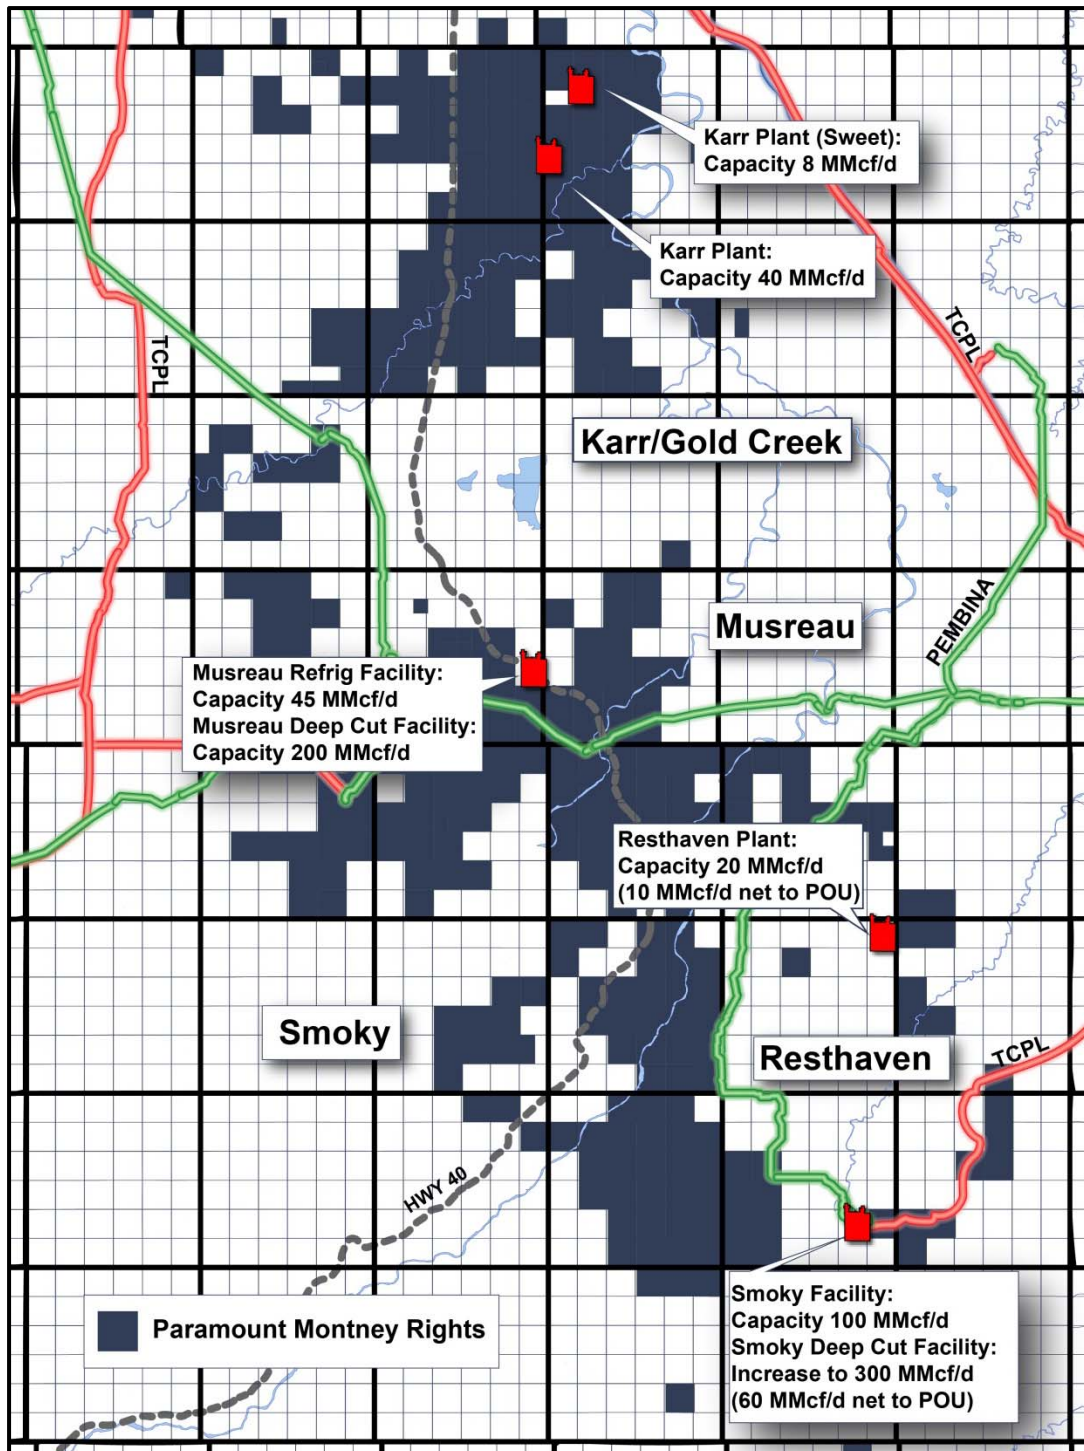 Karr Plant (Sweet):
Capacity 8 MMcf/d
Karr Plant:
Capacity 40 MMcf/d
TCPL
TCPL
Karr/Gold Creek
PEMBINA
Musreau
Musreau Refrig Facility:
Capacity 45 MMcf/d
Musreau Deep Cut Facility:
Capacity 200 MMcf/d
Resthaven Plant:
Capacity 20 MMcf/d
(10 MMcf/d net to POU)
Smoky
Resthaven
TCPL
HWY 40
Smoky Facility:
Capacity 100 MMcf/d
Smoky Deep Cut Facility:
Increase to 300 MMcf/d
(60 MMcf/d net to POU)
Paramount Montney Rights